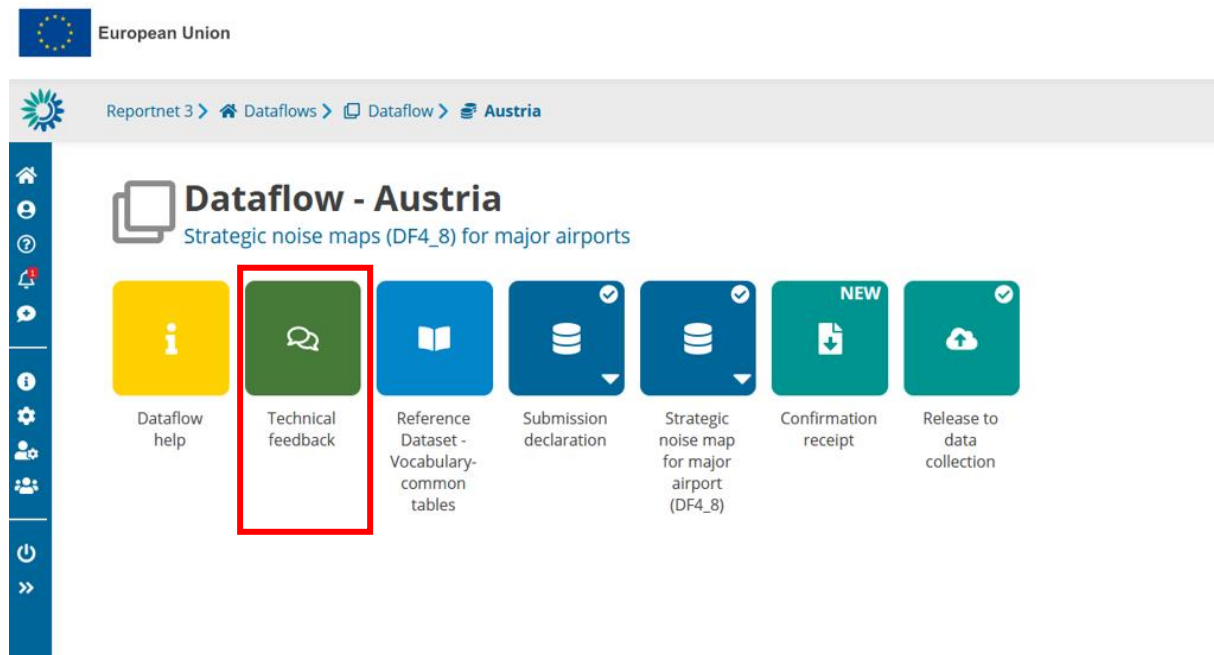 European Union
Reportnet 3 Dataflows Dataflow Austria
Dataflow - Austria
Strategic noise maps (DF4_8) for major airports
1
NEW
Dataflow
help
Technical
feedback
Reference
Dataset -
Vocabulary-
common
tables
Submission
declaration
Strategic
noise map
for major
airport
(DF4_8)
Confirmation
receipt
Release to
data
collection